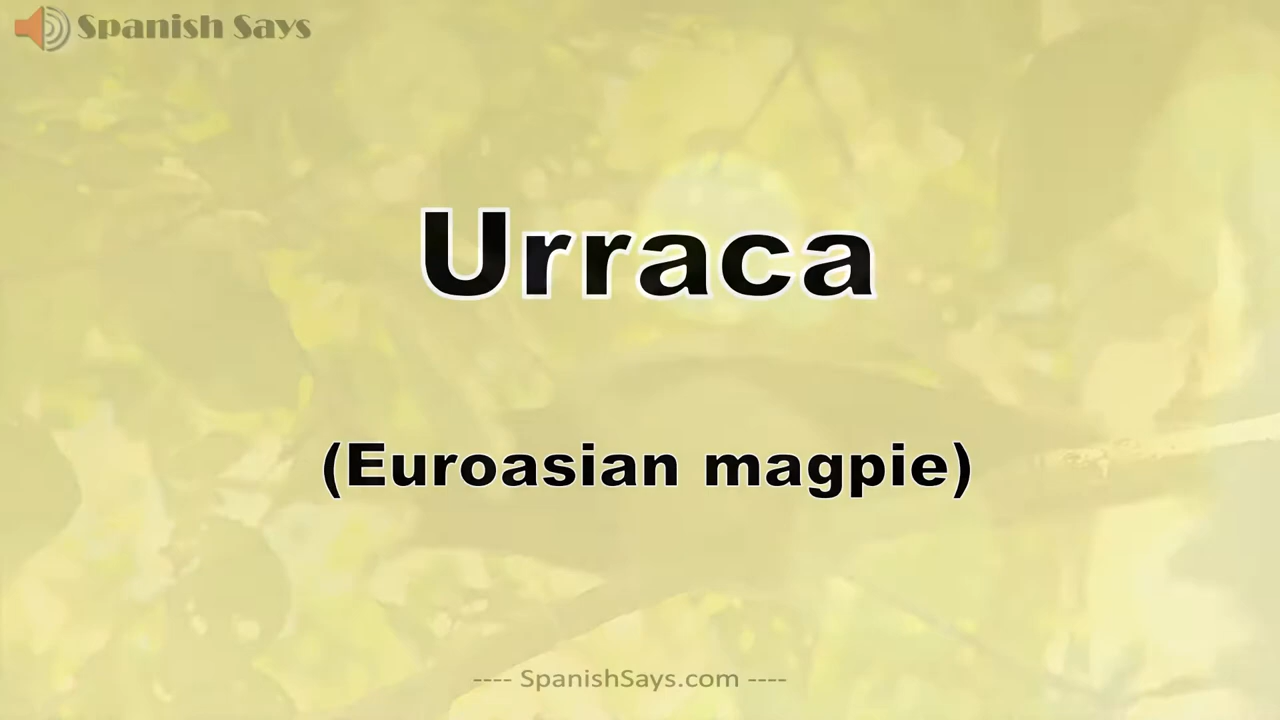 Spanish Says
Urraca
(Euroasian magpie)
---- SpanishSays.com ----